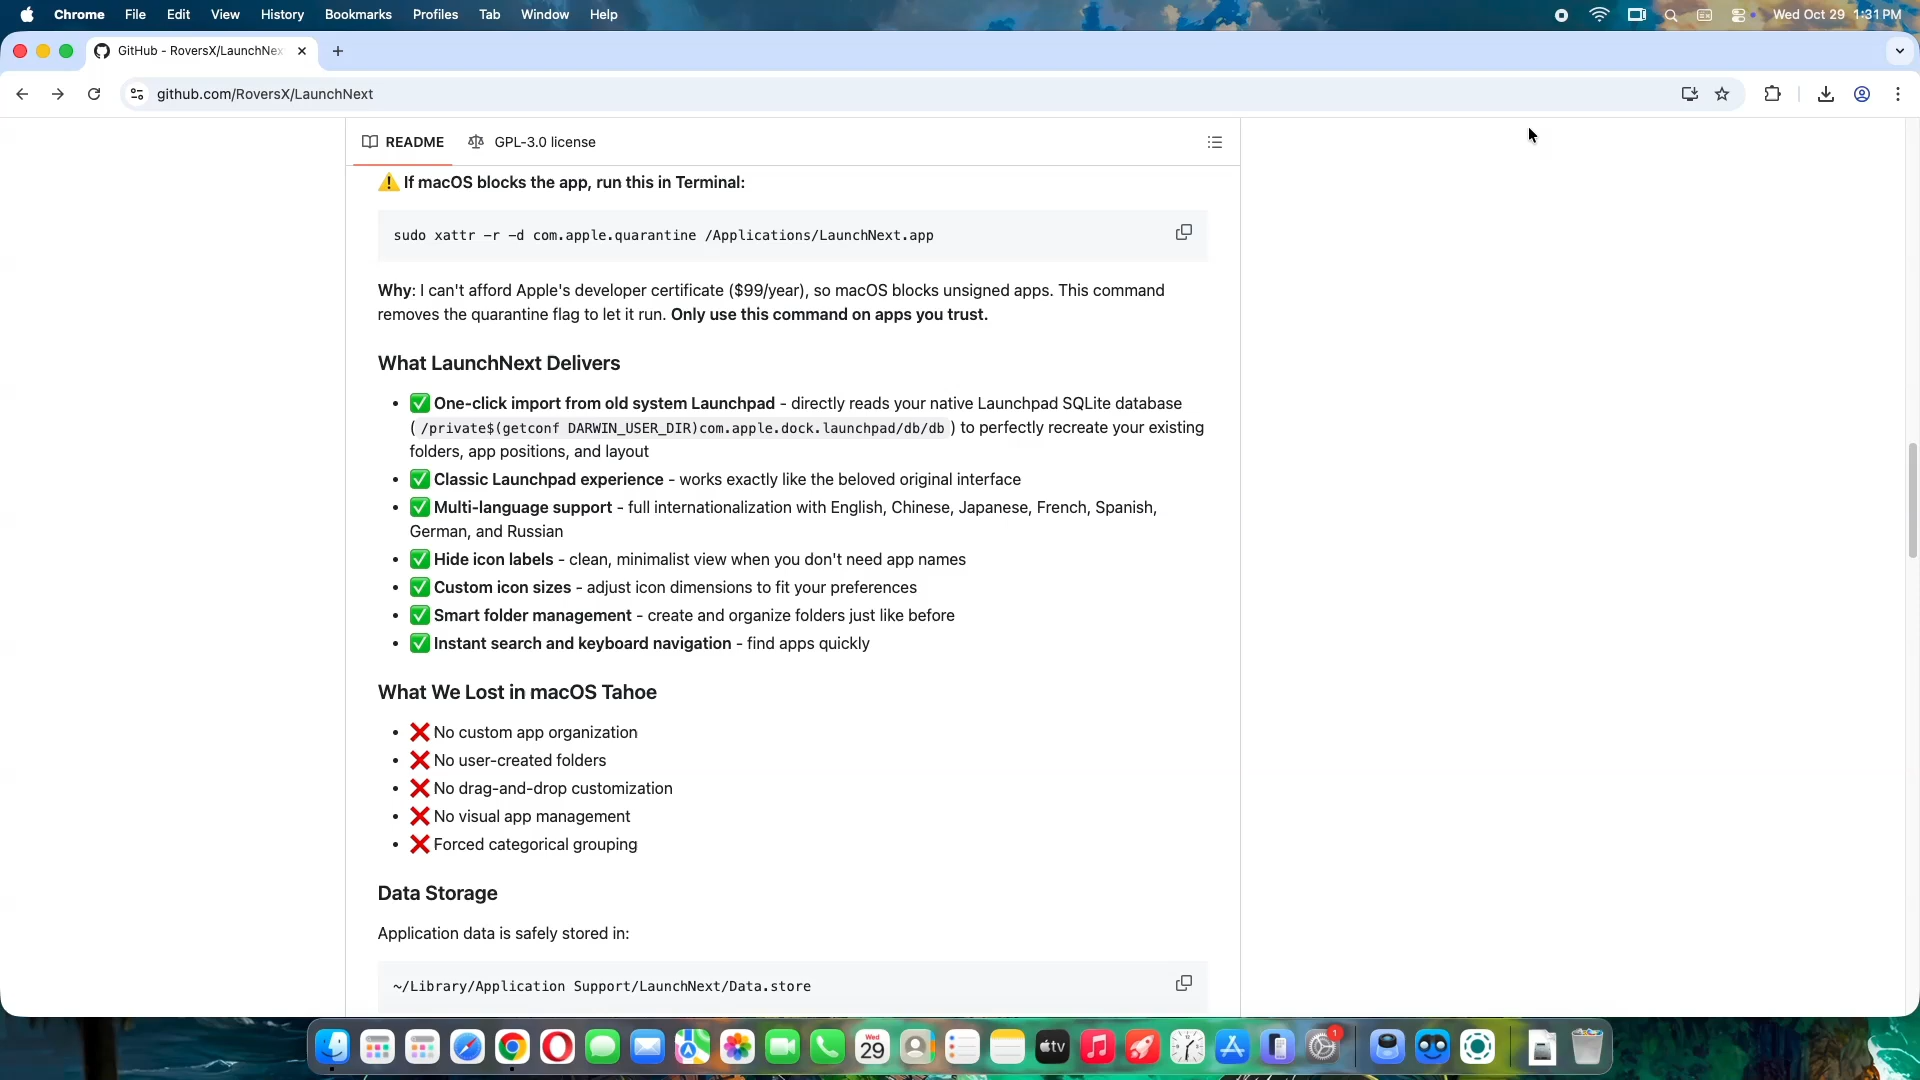 Chrome File Edit View History Bookmarks Profiles Tab Window Help Wed Oct 29 1:31 PM
GitHub - RoversX/LaunchNex
github.com/RoversX/LaunchNext
README GPL-3.0 license
⚠️ If macOS blocks the app, run this in Terminal:
sudo xattr -r -d com.apple.quarantine /Applications/LaunchNext.app
Why: I can't afford Apple's developer certificate ($99/year), so macOS blocks unsigned apps. This command
removes the quarantine flag to let it run. Only use this command on apps you trust.
What LaunchNext Delivers
• ✅ One-click import from old system Launchpad - directly reads your native Launchpad SQLite database
( /private$(getconf DARWIN_USER_DIR)com.apple.dock.launchpad/db/db ) to perfectly recreate your existing
folders, app positions, and layout
• ✅ Classic Launchpad experience - works exactly like the beloved original interface
• ✅ Multi-language support - full internationalization with English, Chinese, Japanese, French, Spanish,
German, and Russian
• ✅ Hide icon labels - clean, minimalist view when you don't need app names
• ✅ Custom icon sizes - adjust icon dimensions to fit your preferences
• ✅ Smart folder management - create and organize folders just like before
• ✅ Instant search and keyboard navigation - find apps quickly
What We Lost in macOS Tahoe
• ❌ No custom app organization
• ❌ No user-created folders
• ❌ No drag-and-drop customization
• ❌ No visual app management
• ❌ Forced categorical grouping
Data Storage
Application data is safely stored in:
~/Library/Application Support/LaunchNext/Data.store
Wed
29
tv
1